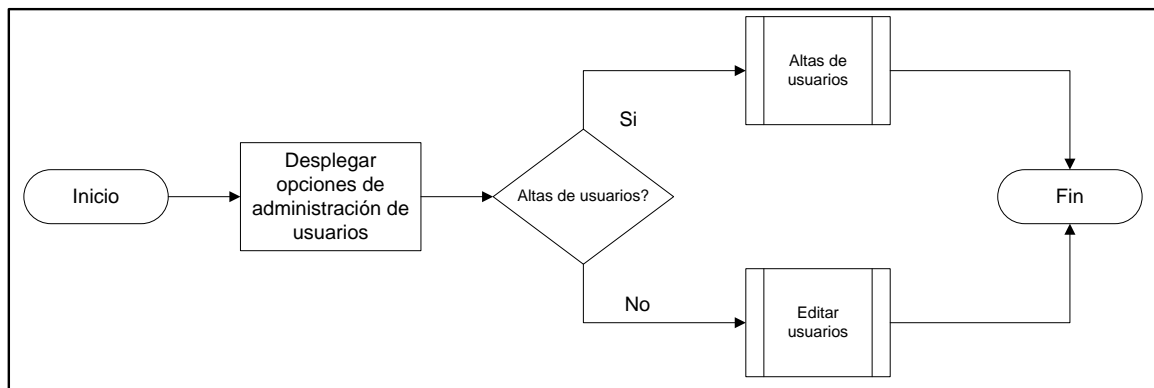 Inicio
Desplegar
opciones de
administración de
usuarios
Altas de usuarios?
Si
Altas de
usuarios
No
Editar
usuarios
Fin